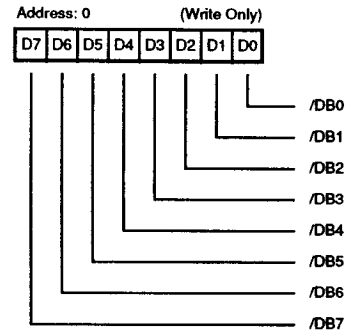 Address: 0 (Write Only)
D7 D6 D5 D4 D3 D2 D1 D0
/DB0
/DB1
/DB2
/DB3
/DB4
/DB5
/DB6
/DB7